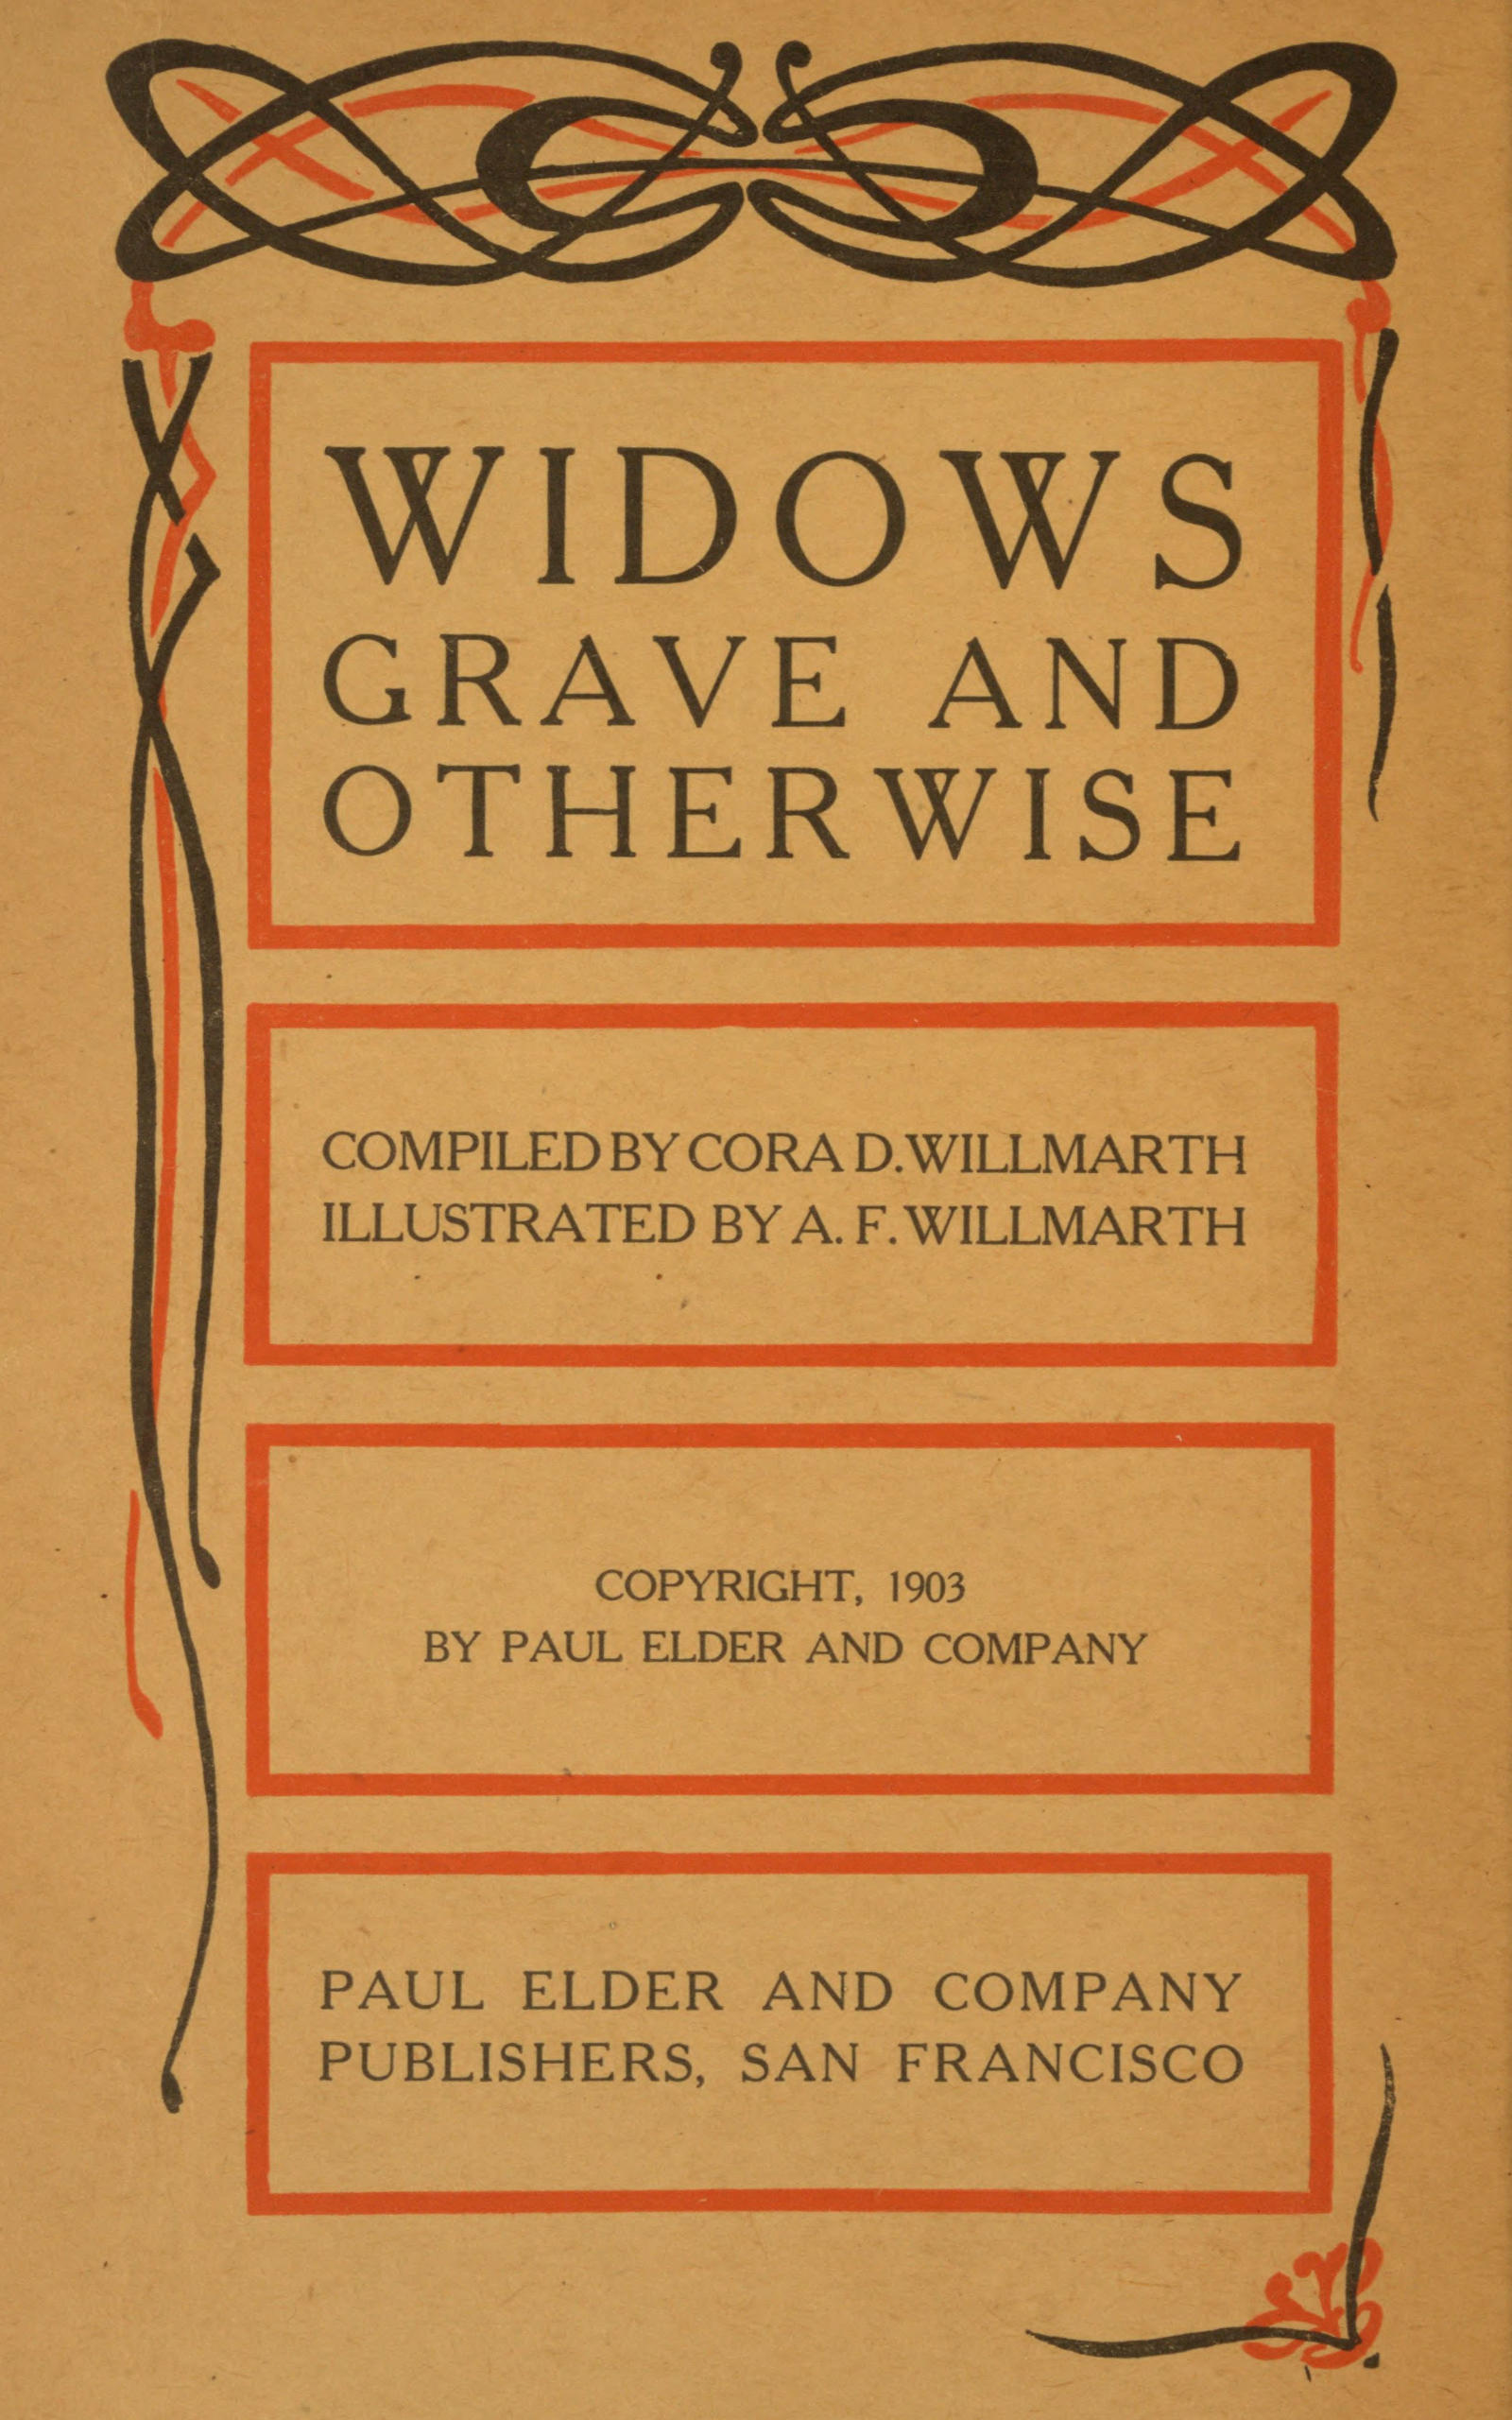 WIDOWS
GRAVE AND
OTHERWISE
COMPILED BY CORA D. WILLMARTH
ILLUSTRATED BY A. F. WILLMARTH
COPYRIGHT, 1903
BY PAUL ELDER AND COMPANY
PAUL ELDER AND COMPANY
PUBLISHERS, SAN FRANCISCO